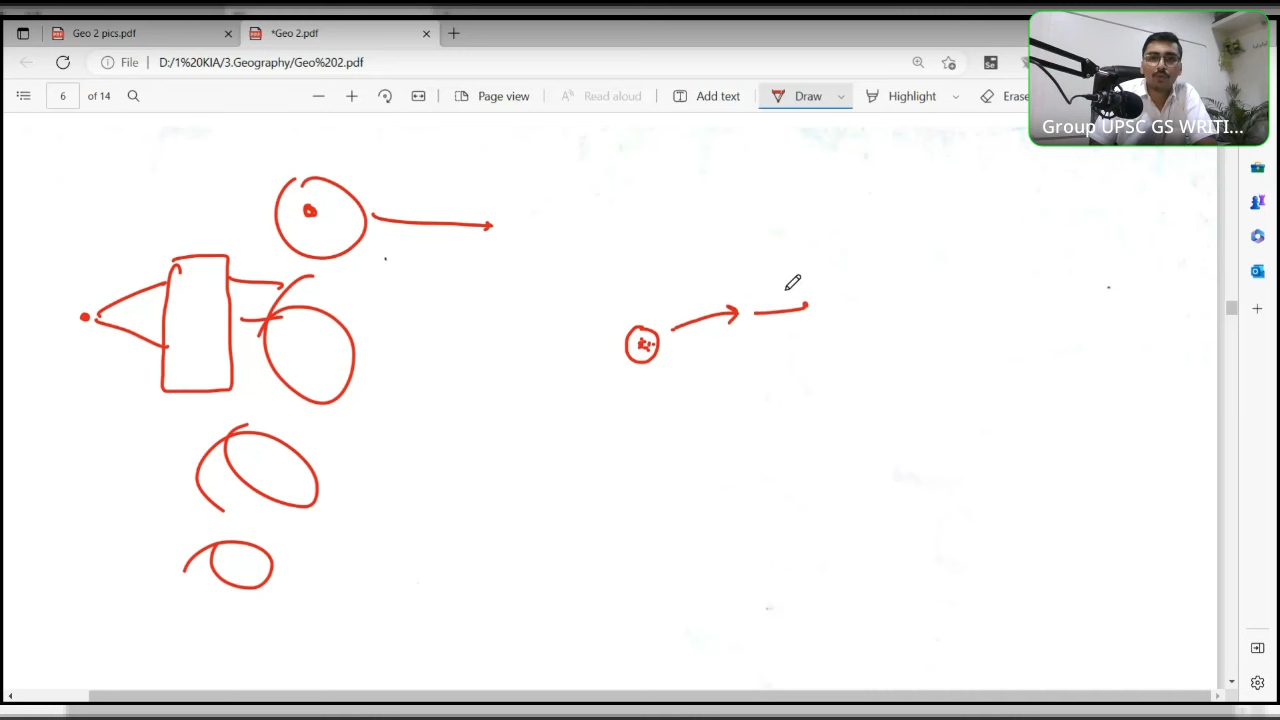 Geo 2 pics.pdf
*Geo 2.pdf
File
D:/1%20KIA/3.Geography/Geo%202.pdf
Se
6 of 14
Page view
Read aloud
Add text
Draw
Highlight
Erase
Group UPSC GS WRITI...